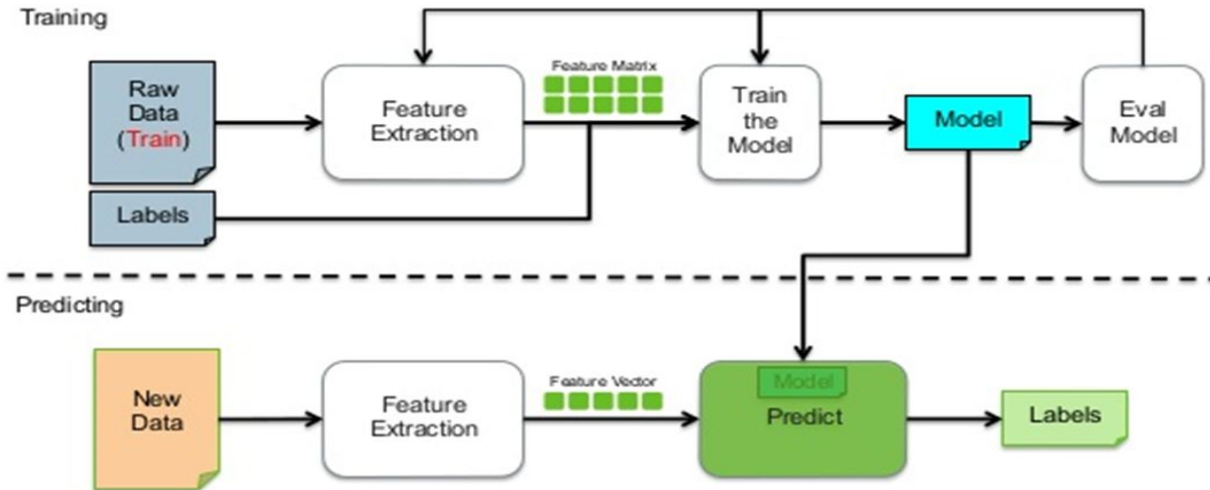 Training
Raw
Data
(Train)
Feature
Extraction
Feature Matrix
Train
the
Model
Model
Eval
Model
Labels
Predicting
New
Data
Feature
Extraction
Feature Vector
Model
Predict
Labels